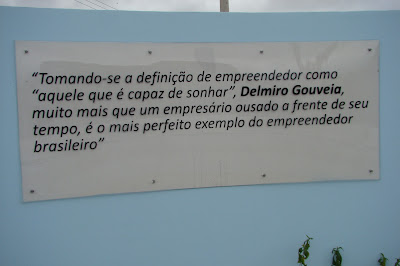 “Tomando-se a definição de empreendedor como
“aquele que é capaz de sonhar”, Delmiro Gouveia,
muito mais que um empresário ousado a frente de seu
tempo, é o mais perfeito exemplo do empreendedor
brasileiro”